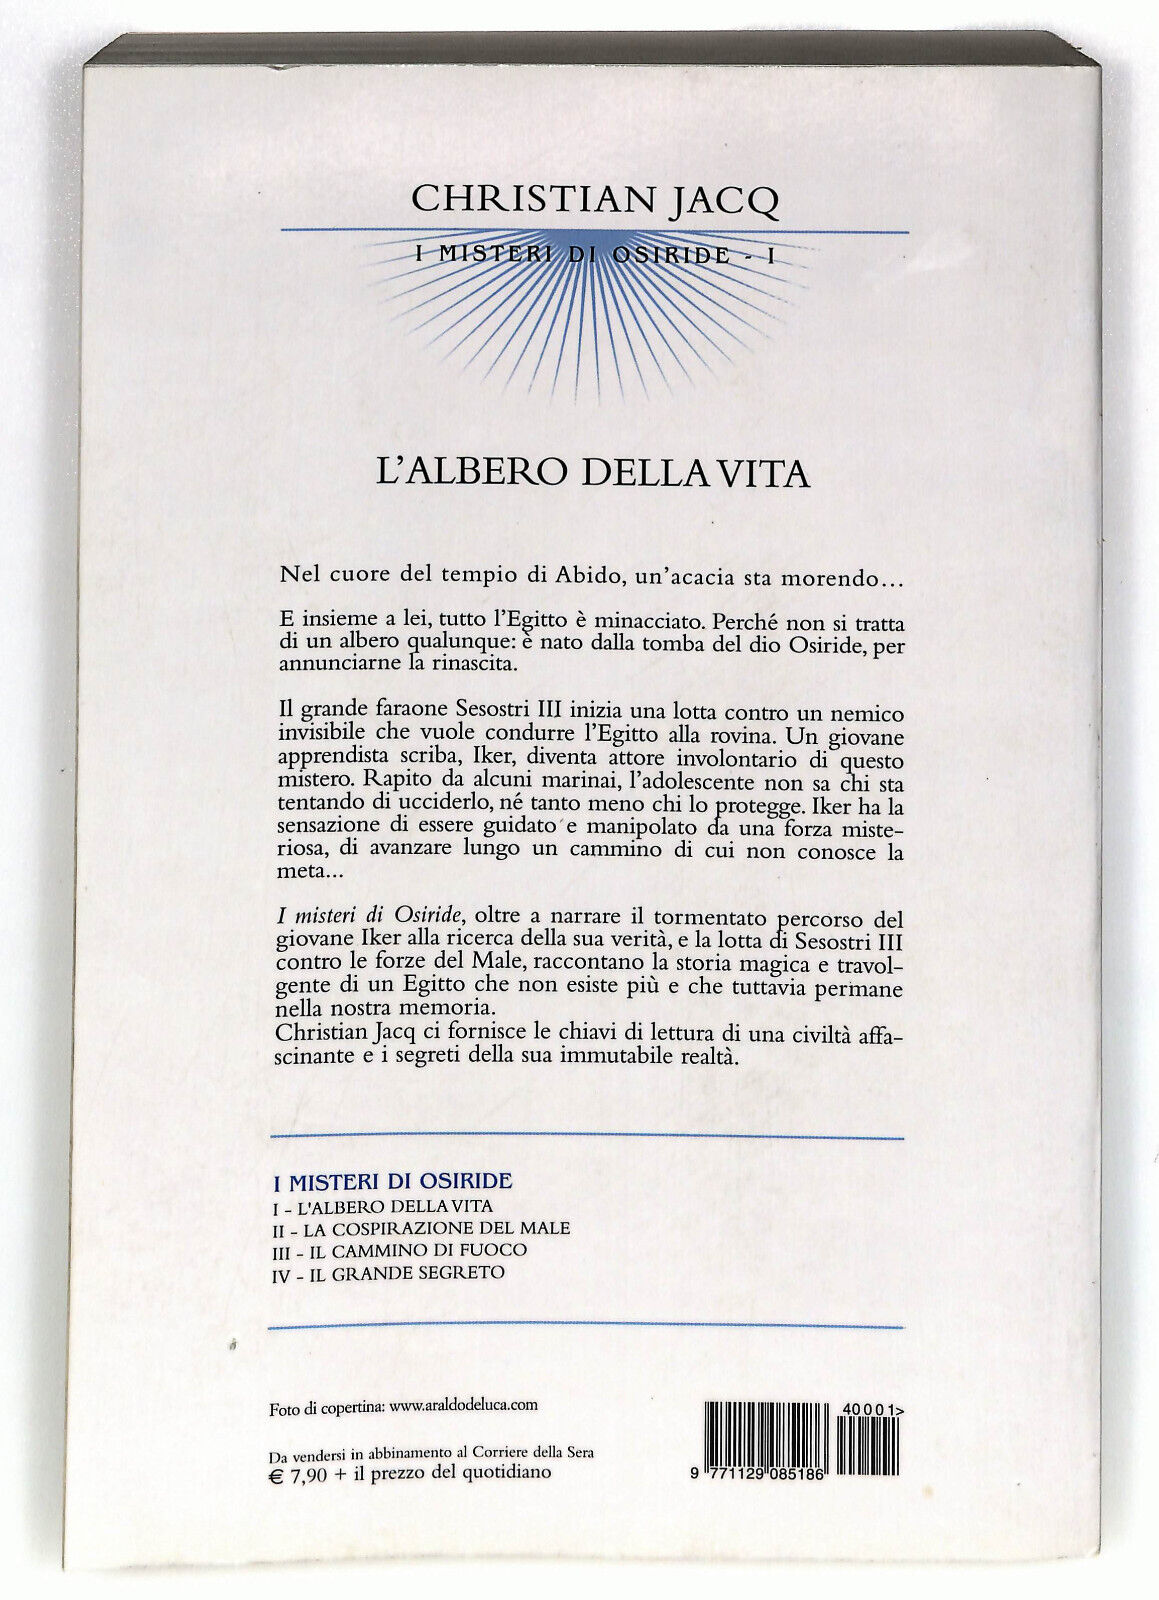 CHRISTIAN JACQ
I MISTERI DI OSIRIDE - I
L'ALBERO DELLA VITA
Nel cuore del tempio di Abido, un'acacia sta morendo...
E insieme a lei, tutto l'Egitto è minacciato. Perché non si tratta
di un albero qualunque: è nato dalla tomba del dio Osiride, per
annunciarne la rinascita.
Il grande faraone Sesostri III inizia una lotta contro un nemico
invisibile che vuole condurre l'Egitto alla rovina. Un giovane
apprendista scriba, Iker, diventa attore involontario di questo
mistero. Rapito da alcuni marinai, l'adolescente non sa chi sta
tentando di ucciderlo, né tanto meno chi lo protegge. Iker ha la
sensazione di essere guidato e manipolato da una forza miste-
riosa, di avanzare lungo un cammino di cui non conosce la
meta...
I misteri di Osiride, oltre a narrare il tormentato percorso del
giovane Iker alla ricerca della sua verità, e la lotta di Sesostri III
contro le forze del Male, raccontano la storia magica e travol-
gente di un Egitto che non esiste più e che tuttavia permane
nella nostra memoria.
Christian Jacq ci fornisce le chiavi di lettura di una civiltà affa-
scinante e i segreti della sua immutabile realtà.
I MISTERI DI OSIRIDE
I - L'ALBERO DELLA VITA
II - LA COSPIRAZIONE DEL MALE
III - IL CAMMINO DI FUOCO
IV - IL GRANDE SEGRETO
Foto di copertina: www.araldodeluca.com
Da vendersi in abbinamento al Corriere della Sera
€ 7,90 + il prezzo del quotidiano
40001>
9 771129 085186